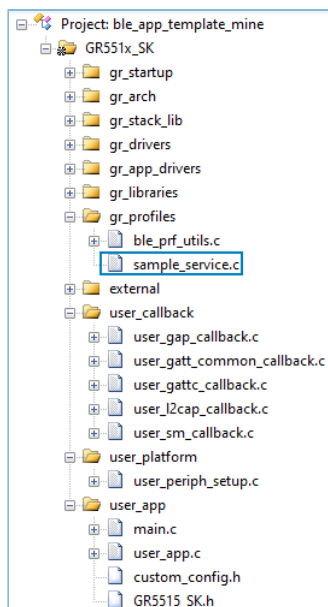 Project: ble_app_template_mine
GR551x_SK
gr_startup
gr_arch
gr_stack_lib
gr_drivers
gr_app_drivers
gr_libraries
gr_profiles
ble_prf_utils.c
sample_service.c
external
user_callback
user_gap_callback.c
user_gatt_common_callback.c
user_gattc_callback.c
user_l2cap_callback.c
user_sm_callback.c
user_platform
user_periph_setup.c
user_app
main.c
user_app.c
custom_config.h
GR5515_SK.h